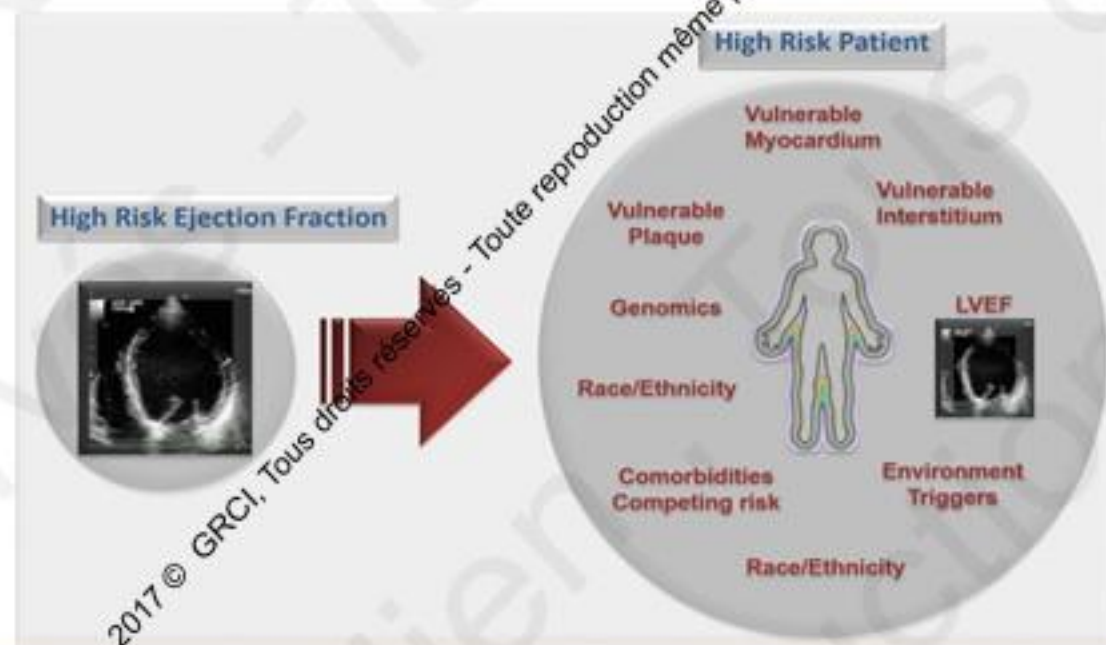 High Risk Patient
Vulnerable
Myocardium
Vulnerable
Interstitium
Vulnerable
Plaque
High Risk Ejection Fraction
Genomics
LVEF
Race/Ethnicity
Comorbidities
Competing risk
Environment
Triggers
Race/Ethnicity
2017 © GRCI, Tous droits réservés - Toute reproduction même